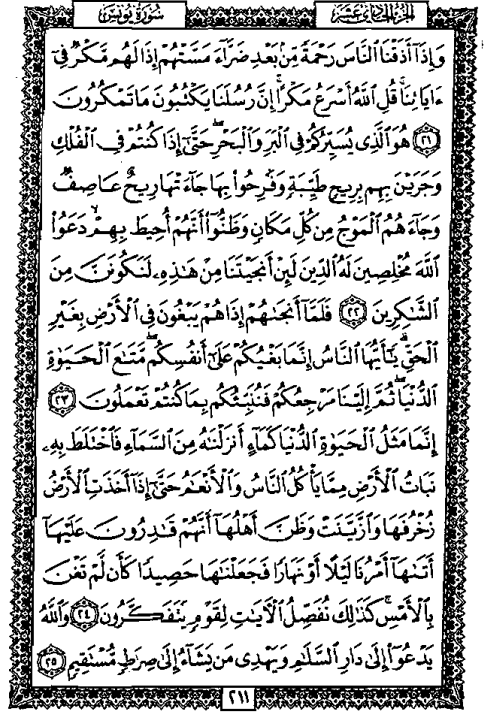 الجزء الحادي عشر
سورة يونس
وَإِذَآ أَذَقْنَا ٱلنَّاسَ رَحْمَةً مِّنۢ بَعْدِ ضَرَّآءَ مَسَّتْهُمْ إِذَا لَهُم مَّكْرٌ فِىٓ
ءَايَاتِنَا ۚ قُلِ ٱللَّهُ أَسْرَعُ مَكْرًا ۚ إِنَّ رُسُلَنَا يَكْتُبُونَ مَا تَمْكُرُونَ
٢١ هُوَ ٱلَّذِى يُسَيِّرُكُمْ فِى ٱلْبَرِّ وَٱلْبَحْرِ ۖ حَتَّىٰٓ إِذَا كُنتُمْ فِى ٱلْفُلْكِ
وَجَرَيْنَ بِهِم بِرِيحٍ طَيِّبَةٍ وَفَرِحُوا۟ بِهَا جَآءَتْهَا رِيحٌ عَاصِفٌ
وَجَآءَهُمُ ٱلْمَوْجُ مِن كُلِّ مَكَانٍ وَظَنُّوٓا۟ أَنَّهُمْ أُحِيطَ بِهِمْ ۙ دَعَوُا۟
ٱللَّهَ مُخْلِصِينَ لَهُ ٱلدِّينَ لَئِنْ أَنجَيْتَنَا مِنْ هَٰذِهِۦ لَنَكُونَنَّ مِنَ
ٱلشَّٰكِرِينَ ٢٢ فَلَمَّآ أَنجَىٰهُمْ إِذَا هُمْ يَبْغُونَ فِى ٱلْأَرْضِ بِغَيْرِ
ٱلْحَقِّ ۗ يَٰٓأَيُّهَا ٱلنَّاسُ إِنَّمَا بَغْيُكُمْ عَلَىٰٓ أَنفُسِكُم ۖ مَّتَٰعَ ٱلْحَيَوٰةِ
ٱلدُّنْيَا ۖ ثُمَّ إِلَيْنَا مَرْجِعُكُمْ فَنُنَبِّئُكُم بِمَا كُنتُمْ تَعْمَلُونَ ٢٣
إِنَّمَا مَثَلُ ٱلْحَيَوٰةِ ٱلدُّنْيَا كَمَآءٍ أَنزَلْنَٰهُ مِنَ ٱلسَّمَآءِ فَٱخْتَلَطَ بِهِۦ
نَبَاتُ ٱلْأَرْضِ مِمَّا يَأْكُلُ ٱلنَّاسُ وَٱلْأَنْعَٰمُ حَتَّىٰٓ إِذَآ أَخَذَتِ ٱلْأَرْضُ
زُخْرُفَهَا وَٱزَّيَّنَتْ وَظَنَّ أَهْلُهَآ أَنَّهُمْ قَٰدِرُونَ عَلَيْهَآ
أَتَىٰهَآ أَمْرُنَا لَيْلًا أَوْ نَهَارًا فَجَعَلْنَٰهَا حَصِيدًا كَأَن لَّمْ تَغْنَ
بِٱلْأَمْسِ ۚ كَذَٰلِكَ نُفَصِّلُ ٱلْءَايَٰتِ لِقَوْمٍ يَتَفَكَّرُونَ ٢٤ وَٱللَّهُ
يَدْعُوٓا۟ إِلَىٰ دَارِ ٱلسَّلَٰمِ وَيَهْدِى مَن يَشَآءُ إِلَىٰ صِرَٰطٍ مُّسْتَقِيمٍ ٢٥
٢١١